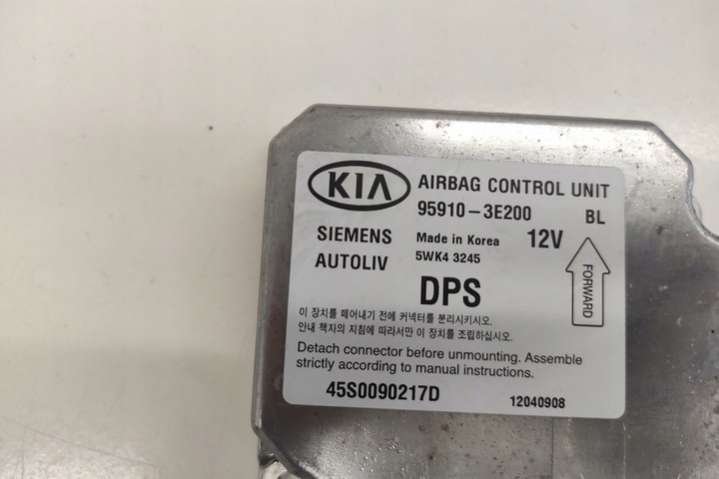 KIA
AIRBAG CONTROL UNIT
95910-3E200 BL
SIEMENS
AUTOLIV
Made in Korea
5WK4 3245
12V
DPS
FORWARD
이 장치를 떼어내기 전에 커넥터를 분리시키시오.
안내 책자의 지침에 따라서만 이 장치를 조립하십시오.
Detach connector before unmounting. Assemble
strictly according to manual instructions.
45S0090217D
12040908